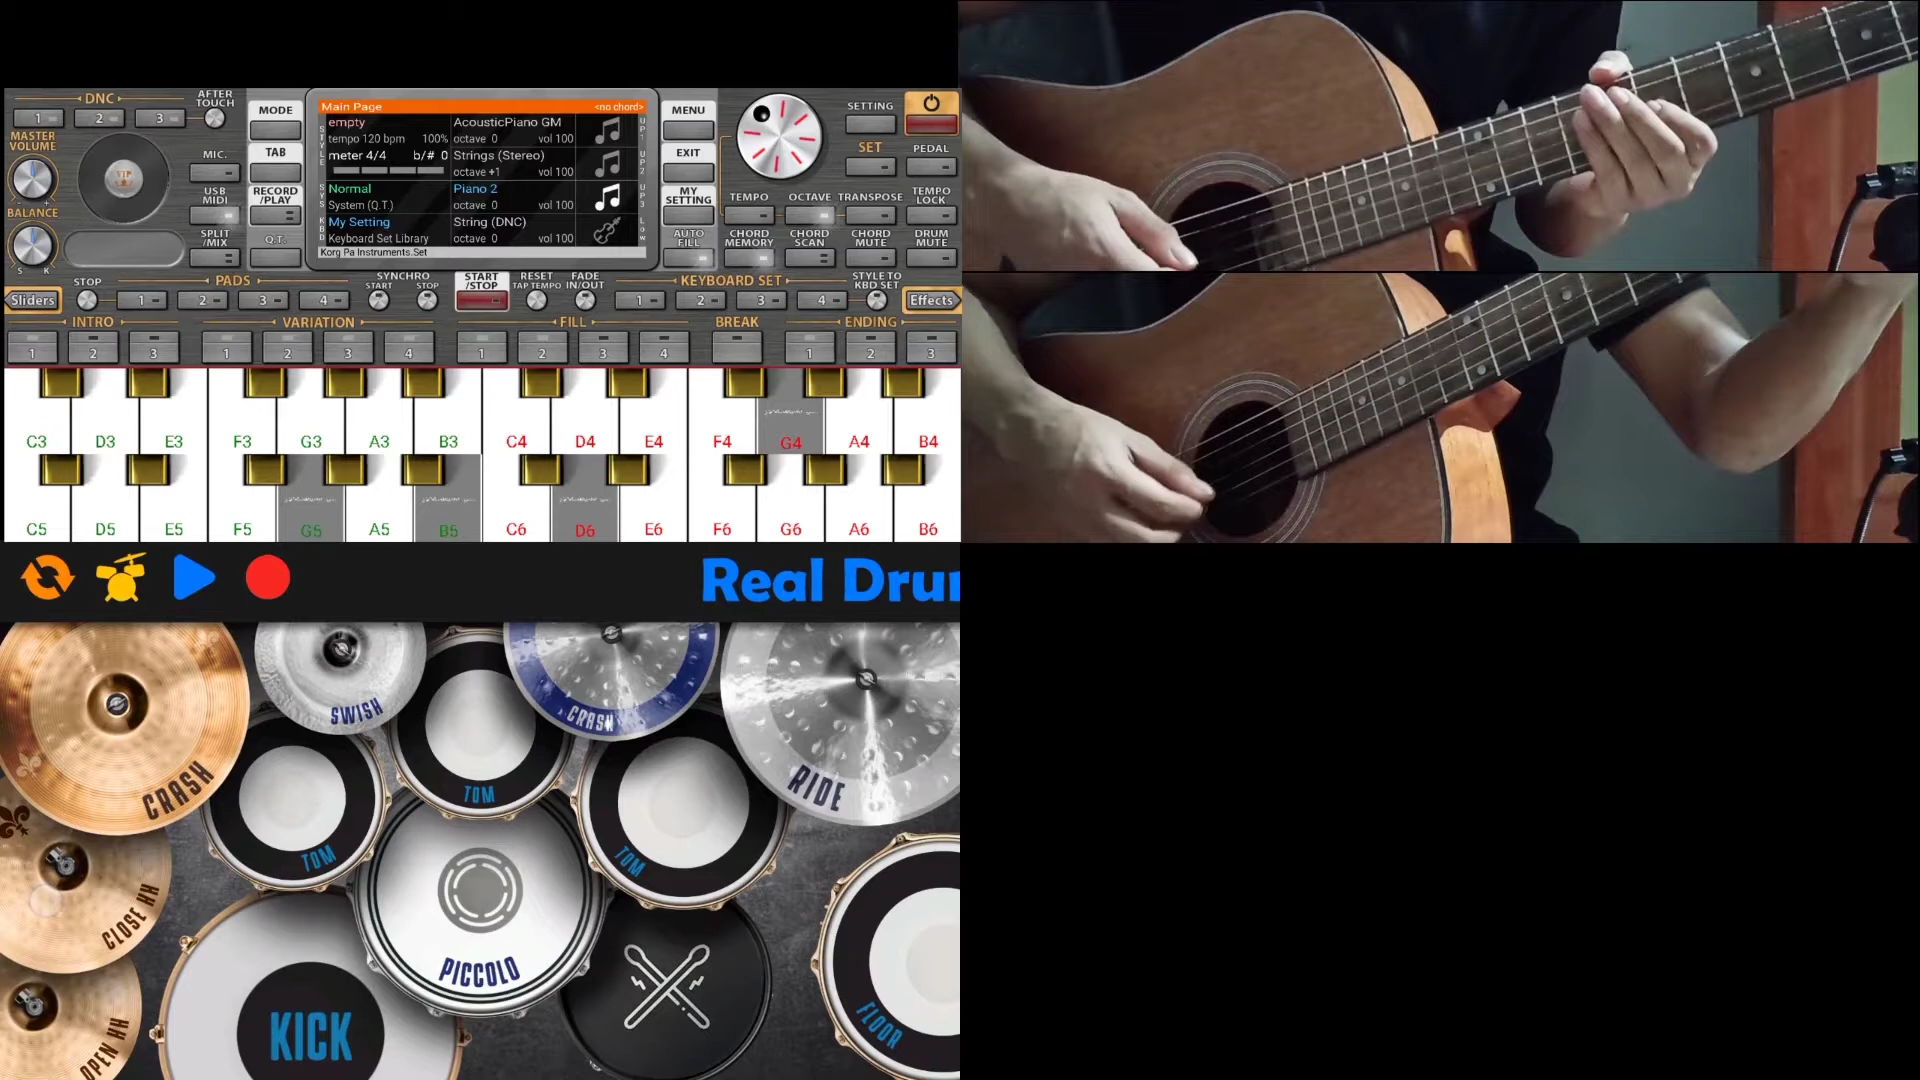 DNC
AFTER TOUCH
1 2 3
MASTER VOLUME
BALANCE
S K
VIP
MIC.
USB MIDI
SPLIT /MIX
MODE
TAB
RECORD /PLAY
Q.T.
Main Page <no chord>
empty
tempo 120 bpm 100%
meter 4/4 b/# 0
Normal
System (Q.T.)
My Setting
Keyboard Set Library
AcousticPiano GM
octave 0 vol 100
Strings (Stereo)
octave +1 vol 100
Piano 2
octave 0 vol 100
String (DNC)
octave 0 vol 100
Korg Pa Instruments.Set
STYLE
SYS
KBD
UP1
UP2
UP3
Low
MENU
EXIT
MY SETTING
AUTO FILL
SETTING
SET
PEDAL
TEMPO OCTAVE TRANSPOSE TEMPO LOCK
CHORD MEMORY CHORD SCAN CHORD MUTE DRUM MUTE
Sliders
STOP
PADS
1 2 3 4
SYNCHRO
START STOP
START /STOP
RESET
TAP TEMPO
FADE IN/OUT
KEYBOARD SET
1 2 3 4
STYLE TO KBD SET
Effects
INTRO VARIATION FILL BREAK ENDING
1 2 3 1 2 3 4 1 2 3 4 1 2 3
C3 D3 E3 F3 G3 A3 B3 C4 D4 E4 F4 G4 A4 B4
C5 D5 E5 F5 G5 A5 B5 C6 D6 E6 F6 G6 A6 B6
Real Dru
CRASH
SWISH
CRASH
RIDE
TOM
TOM
TOM
CLOSE HH
PICCOLO
OPEN HH
KICK
FLOOR